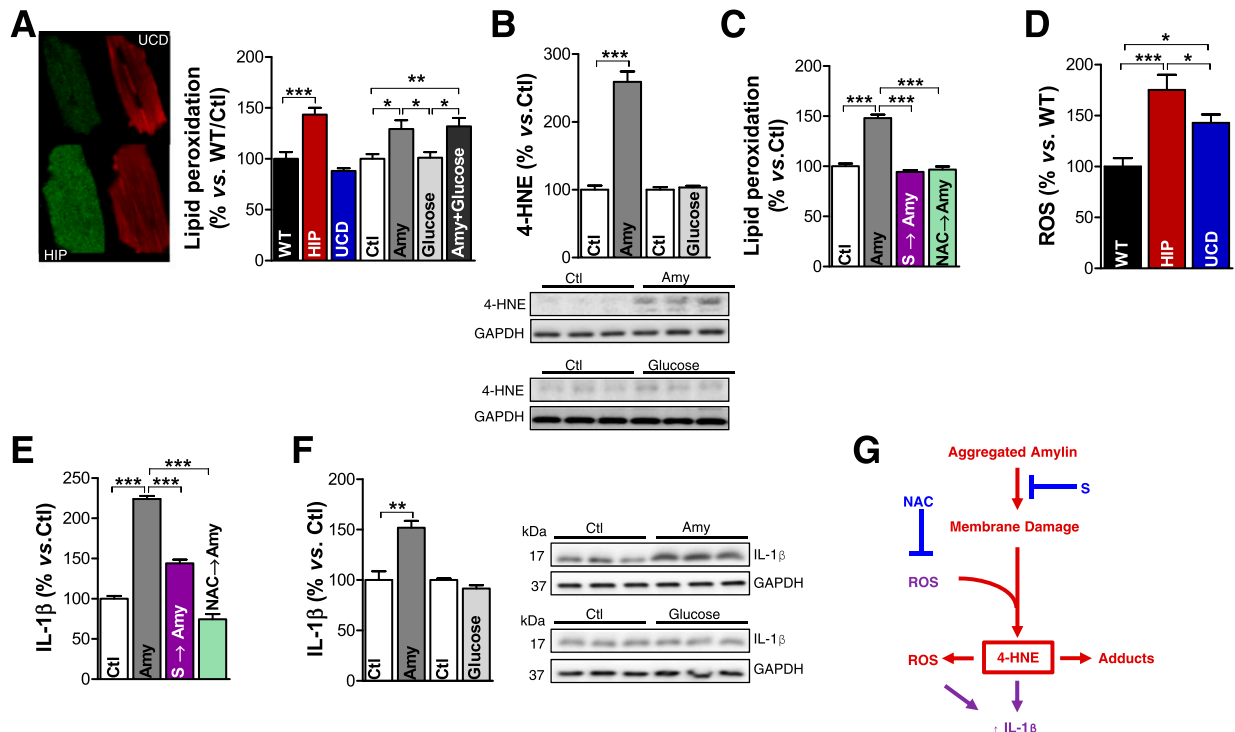 A
UCD
HIP
Lipid peroxidation
(% vs. WT/Ctl)
200
150
100
50
0
***
**
* * *
WT
HIP
UCD
Ctl
Amy
Glucose
Amy+Glucose
B
4-HNE (% vs.Ctl)
300
200
100
0
***
Ctl
Amy
Ctl
Glucose
Ctl Amy
4-HNE
GAPDH
Ctl Glucose
4-HNE
GAPDH
C
Lipid peroxidation
(% vs.Ctl)
200
150
100
50
0
***
*** ***
Ctl
Amy
S → Amy
NAC→Amy
D
ROS (% vs. WT)
200
150
100
50
0
*
*** *
WT
HIP
UCD
E
IL-1β (% vs.Ctl)
250
200
150
100
50
0
***
*** ***
Ctl
Amy
S → Amy
NAC→Amy
F
IL-1β (% vs. Ctl)
200
150
100
50
0
**
Ctl
Amy
Ctl
Glucose
kDa Ctl Amy
17 IL-1β
37 GAPDH
kDa Ctl Glucose
17 IL-1β
37 GAPDH
G
Aggregated Amylin
S
NAC
Membrane Damage
ROS
ROS 4-HNE Adducts
↑ IL-1β